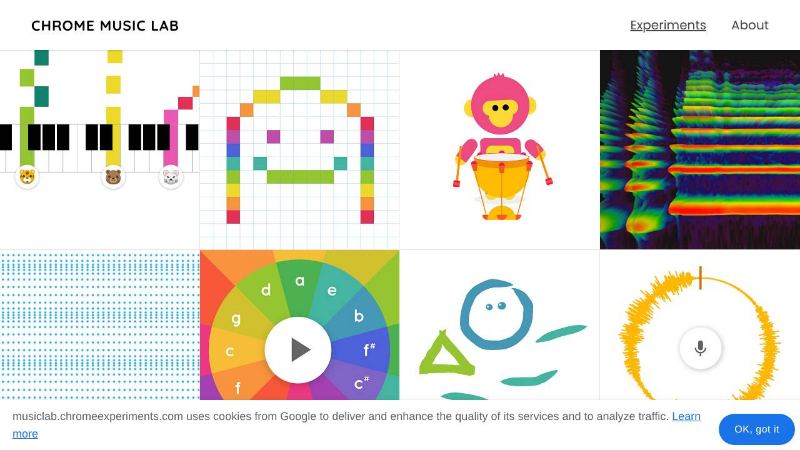 CHROME MUSIC LAB
Experiments About
d a e
g b
c f#
f c#
musiclab.chromeexperiments.com uses cookies from Google to deliver and enhance the quality of its services and to analyze traffic. Learn
more
OK, got it